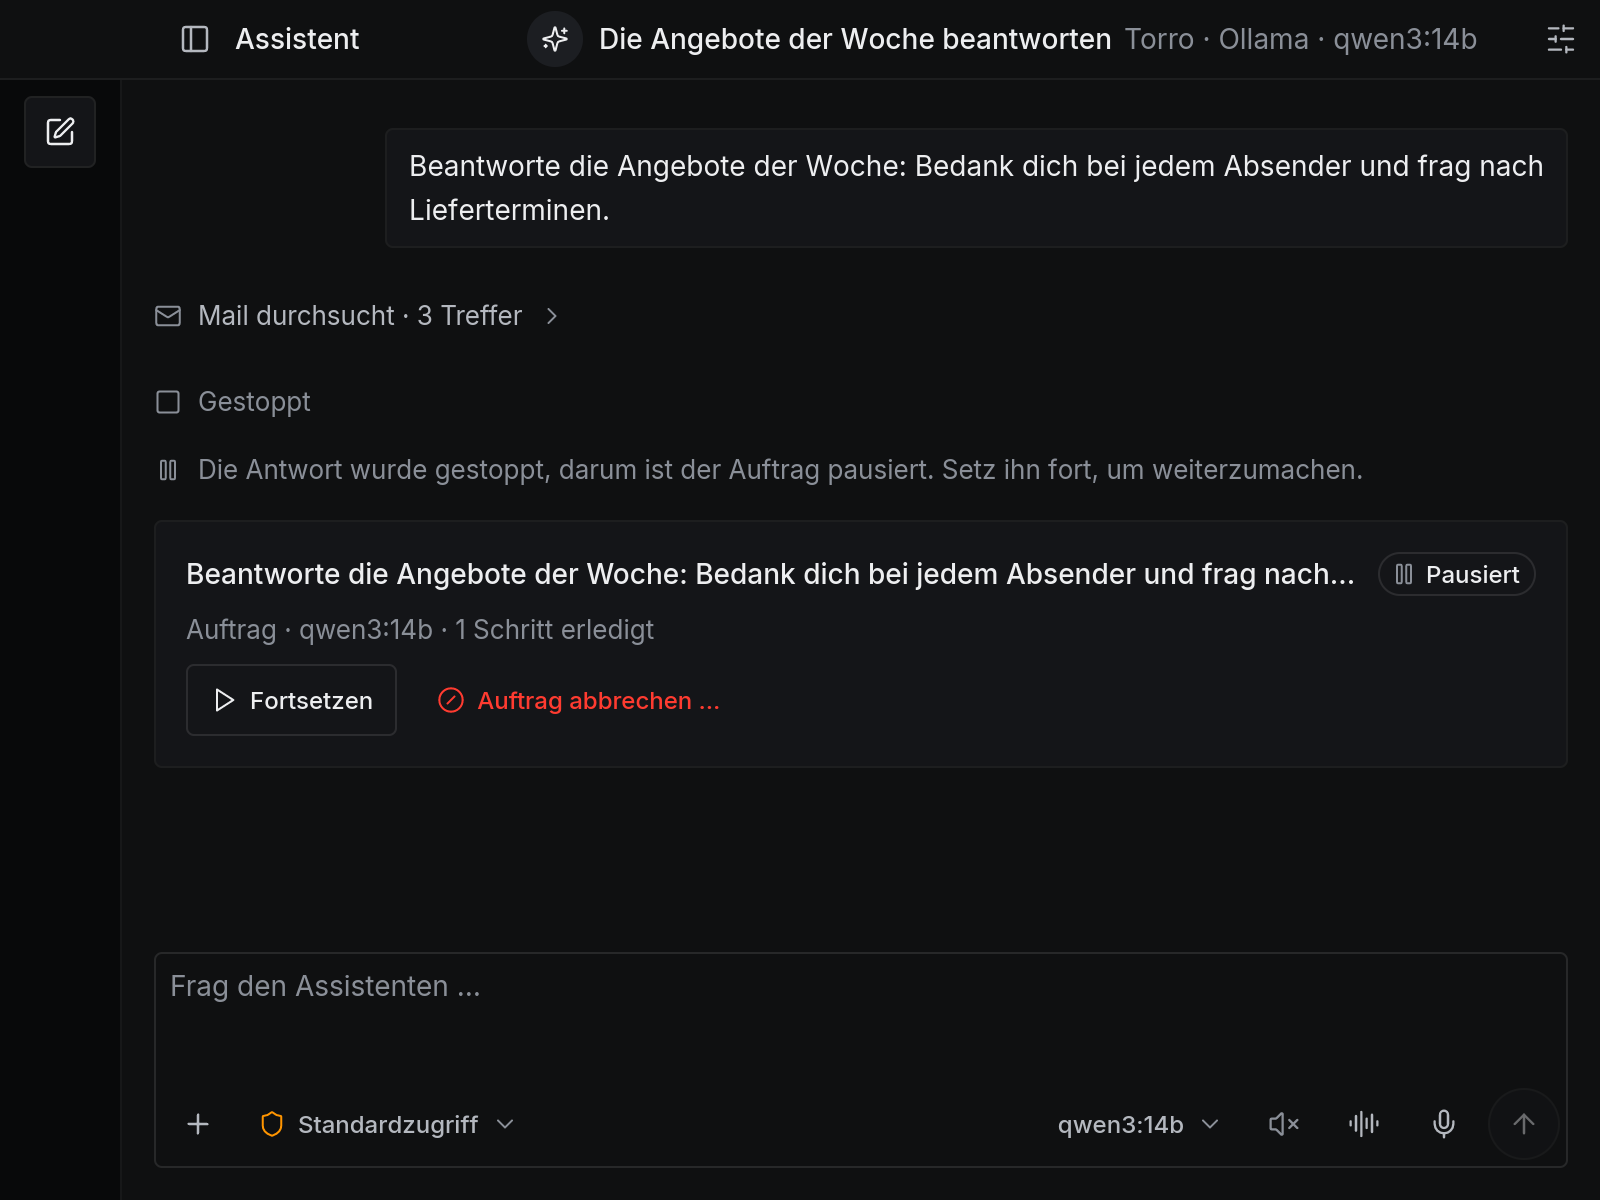 Assistent
Die Angebote der Woche beantworten Torro · Ollama · qwen3:14b
Beantworte die Angebote der Woche: Bedank dich bei jedem Absender und frag nach
Lieferterminen.
Mail durchsucht · 3 Treffer
Gestoppt
Die Antwort wurde gestoppt, darum ist der Auftrag pausiert. Setz ihn fort, um weiterzumachen.
Beantworte die Angebote der Woche: Bedank dich bei jedem Absender und frag nach...
Pausiert
Auftrag · qwen3:14b · 1 Schritt erledigt
Fortsetzen
Auftrag abbrechen ...
Frag den Assistenten ...
Standardzugriff
qwen3:14b